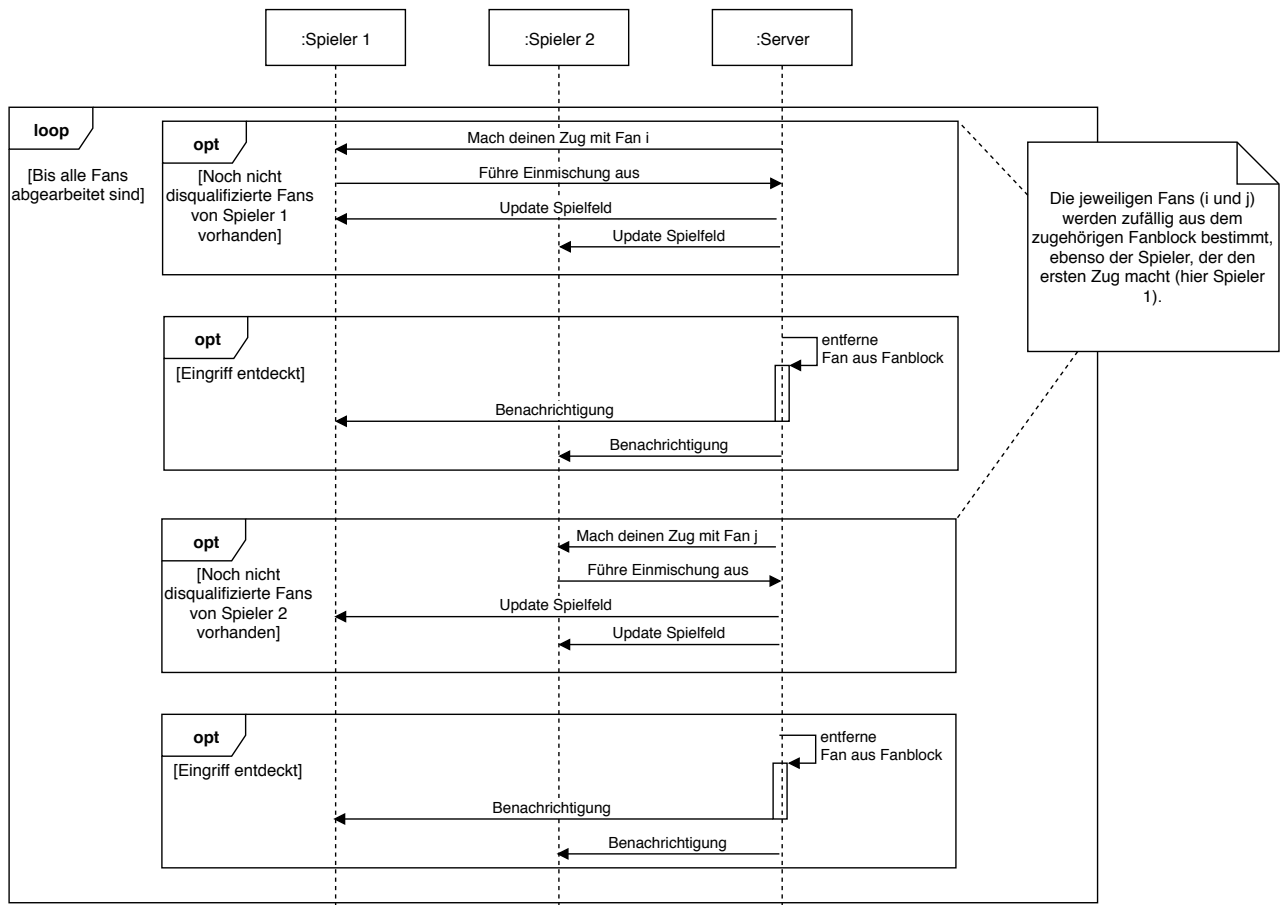 :Spieler 1
:Spieler 2
:Server
loop
[Bis alle Fans
abgearbeitet sind]
opt
[Noch nicht
disqualifizierte Fans
von Spieler 1
vorhanden]
Mach deinen Zug mit Fan i
Führe Einmischung aus
Update Spielfeld
Update Spielfeld
Die jeweiligen Fans (i und j)
werden zufällig aus dem
zugehörigen Fanblock bestimmt,
ebenso der Spieler, der den
ersten Zug macht (hier Spieler
1).
opt
[Eingriff entdeckt]
entferne
Fan aus Fanblock
Benachrichtigung
Benachrichtigung
opt
[Noch nicht
disqualifizierte Fans
von Spieler 2
vorhanden]
Mach deinen Zug mit Fan j
Führe Einmischung aus
Update Spielfeld
Update Spielfeld
opt
[Eingriff entdeckt]
entferne
Fan aus Fanblock
Benachrichtigung
Benachrichtigung